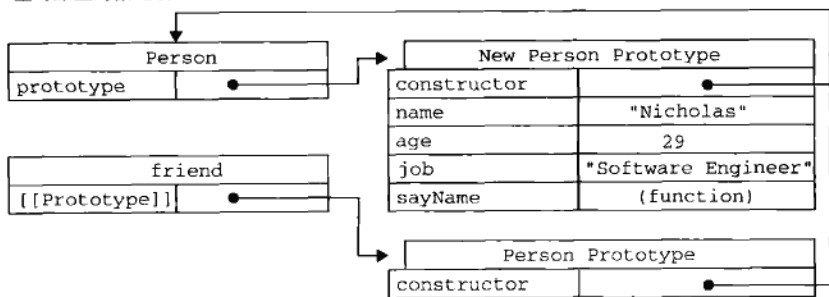 Person
prototype
New Person Prototype
constructor
name "Nicholas"
age 29
job "Software Engineer"
sayName (function)
friend
[[Prototype]]
Person Prototype
constructor